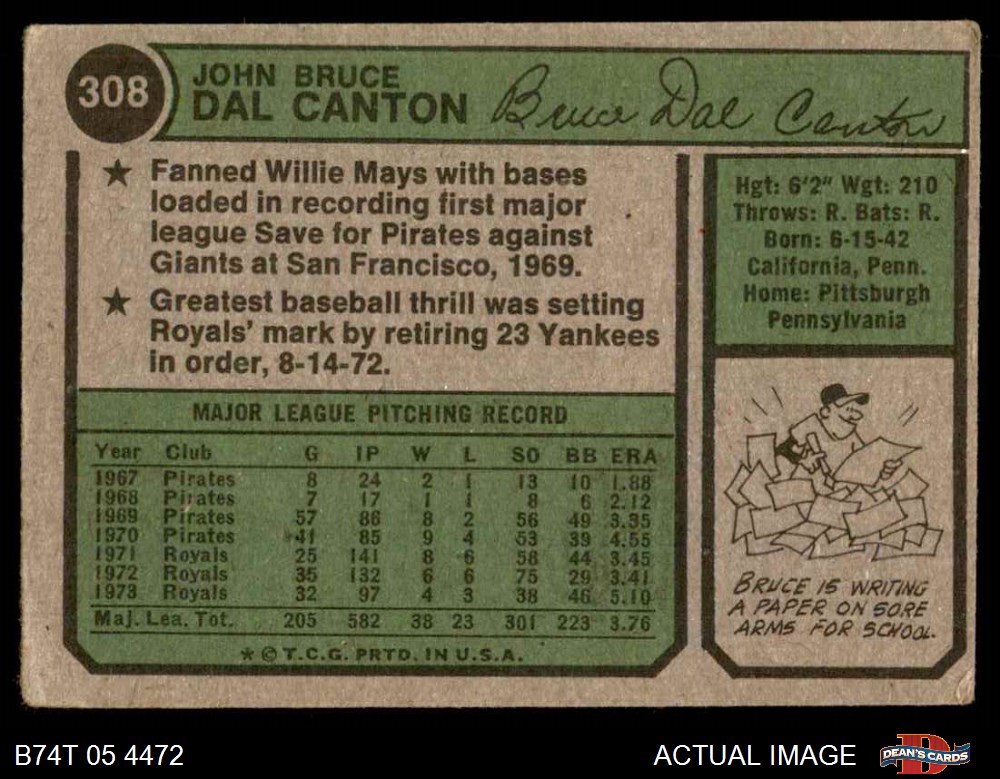 308
JOHN BRUCE
DAL CANTON
Bruce Dal Canton
★ Fanned Willie Mays with bases
loaded in recording first major
league Save for Pirates against
Giants at San Francisco, 1969.
★ Greatest baseball thrill was setting
Royals' mark by retiring 23 Yankees
in order, 8-14-72.
Hgt: 6'2" Wgt: 210
Throws: R. Bats: R.
Born: 6-15-42
California, Penn.
Home: Pittsburgh
Pennsylvania
MAJOR LEAGUE PITCHING RECORD
Year Club G IP W L SO BB ERA
1967 Pirates 8 24 2 1 13 10 1.88
1968 Pirates 7 17 1 1 8 6 2.12
1969 Pirates 57 86 8 2 56 49 3.35
1970 Pirates 41 85 9 4 53 39 4.55
1971 Royals 25 141 8 6 58 44 3.45
1972 Royals 35 132 6 6 75 29 3.41
1973 Royals 32 97 4 3 38 46 5.10
Maj. Lea. Tot. 205 582 38 23 301 223 3.76
★ © T.C.G. PRTD. IN U.S.A.
BRUCE IS WRITING
A PAPER ON SORE
ARMS FOR SCHOOL.
B74T 05 4472
ACTUAL IMAGE
D
DEAN'S CARDS